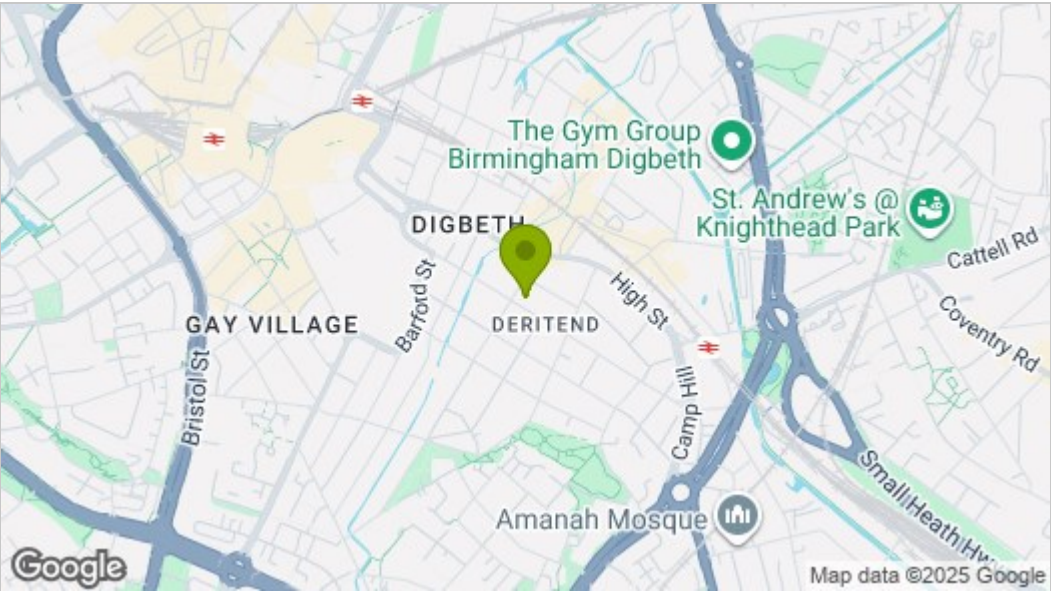 The Gym Group
Birmingham Digbeth
St. Andrew's @
Knighthead Park
DIGBETH
Cattell Rd
Barford St
High St
Coventry Rd
GAY VILLAGE
DERITEND
Bristol St
Camp Hill
Small Heath Hwy
Amanah Mosque
Google
Map data ©2025 Google